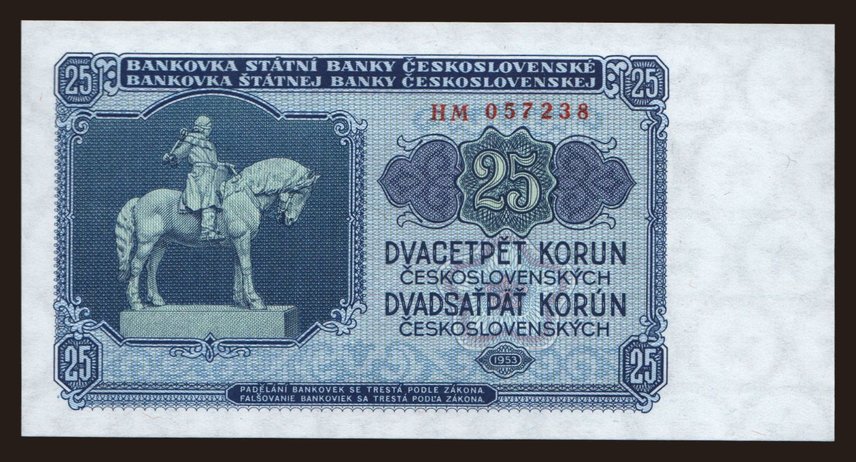 25
BANKOVKA STÁTNÍ BANKY ČESKOSLOVENSKÉ
BANKOVKA ŠTÁTNEJ BANKY ČESKOSLOVENSKEJ
25
HM 057238
25
DVACETPĚT KORUN
ČESKOSLOVENSKÝCH
DVADSAŤPÄŤ KORÚN
ČESKOSLOVENSKÝCH
1953
25
25
PADĚLÁNÍ BANKOVEK SE TRESTÁ PODLE ZÁKONA.
FALŠOVANIE BANKOVIEK SA TRESTÁ PODĽA ZÁKONA.